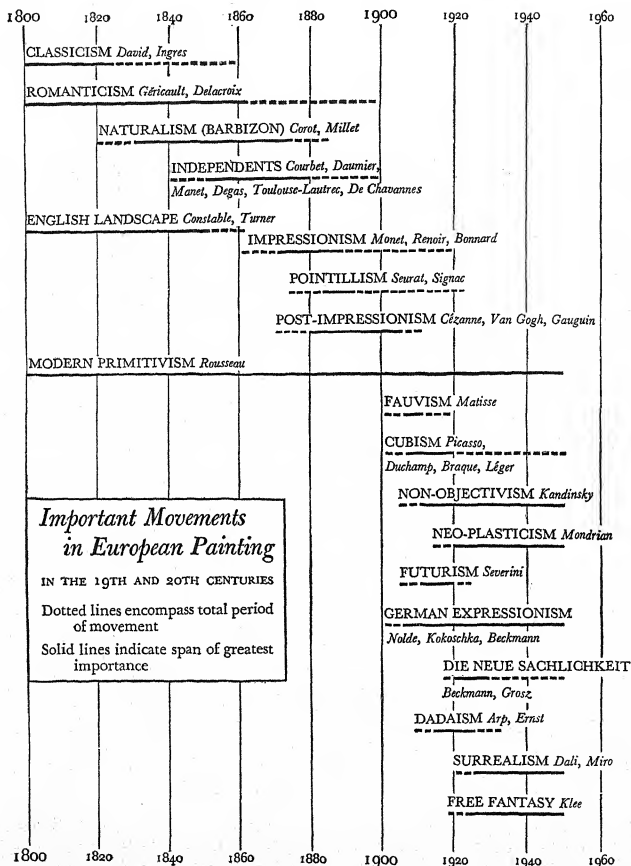 1800 1820 1840 1860 1880 1900 1920 1940 1960
CLASSICISM David, Ingres
ROMANTICISM Géricault, Delacroix
NATURALISM (BARBIZON) Corot, Millet
INDEPENDENTS Courbet, Daumier,
Manet, Degas, Toulouse-Lautrec, De Chavannes
ENGLISH LANDSCAPE Constable, Turner
IMPRESSIONISM Monet, Renoir, Bonnard
POINTILLISM Seurat, Signac
POST-IMPRESSIONISM Cézanne, Van Gogh, Gauguin
MODERN PRIMITIVISM Rousseau
FAUVISM Matisse
CUBISM Picasso,
Duchamp, Braque, Léger
NON-OBJECTIVISM Kandinsky
NEO-PLASTICISM Mondrian
FUTURISM Severini
GERMAN EXPRESSIONISM
Nolde, Kokoschka, Beckmann
DIE NEUE SACHLICHKEIT
Beckmann, Grosz
DADAISM Arp, Ernst
SURREALISM Dali, Miro
FREE FANTASY Klee
Important Movements
in European Painting
IN THE 19TH AND 20TH CENTURIES
Dotted lines encompass total period
of movement
Solid lines indicate span of greatest
importance
1800 1820 1840 1860 1880 1900 1920 1940 1960